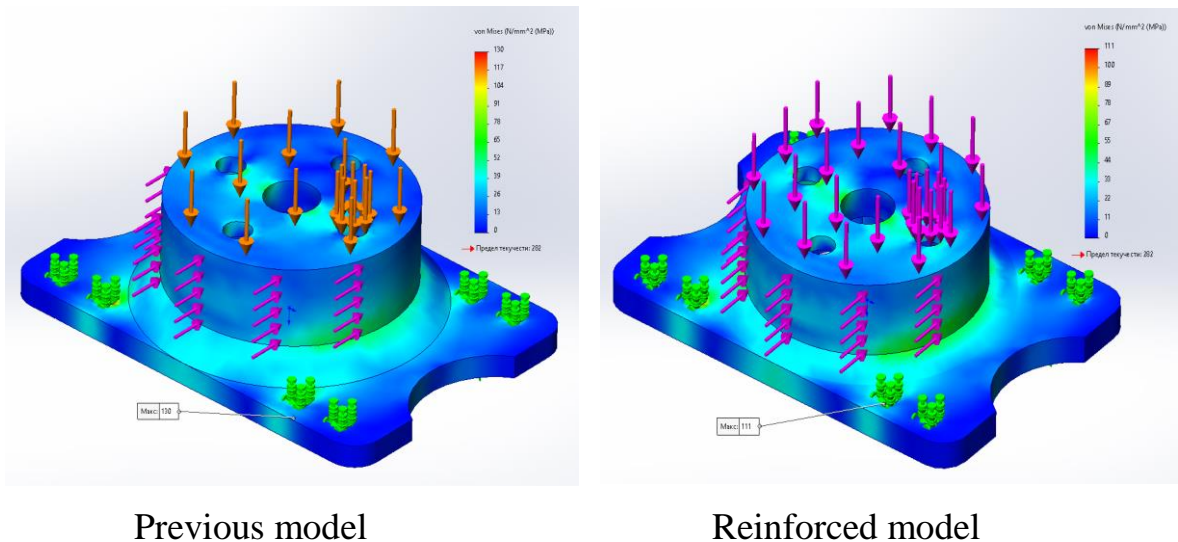 von Mises (N/mm^2 (MPa))
130
117
104
91
78
65
52
39
26
13
0
Предел текучести: 282
Макс: 130
von Mises (N/mm^2 (MPa))
111
100
89
77
66
55
44
33
22
11
0
Предел текучести: 282
Макс: 111
Previous model
Reinforced model